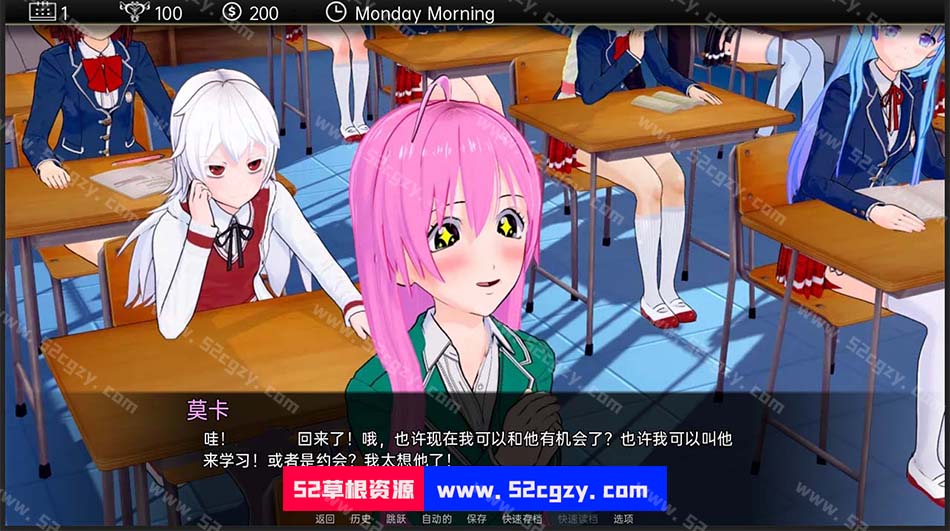 1 100 200 Monday Morning
莫卡
哇！ 回来了！哦，也许现在我可以和他有机会了？也许我可以叫他
来学习！或者是约会？我太想他了！
52草根资源 www.52cgzy.com
返回 历史 跳跃 自动的 保存 快速存档 快速读档 选项
www.52cgzy.com